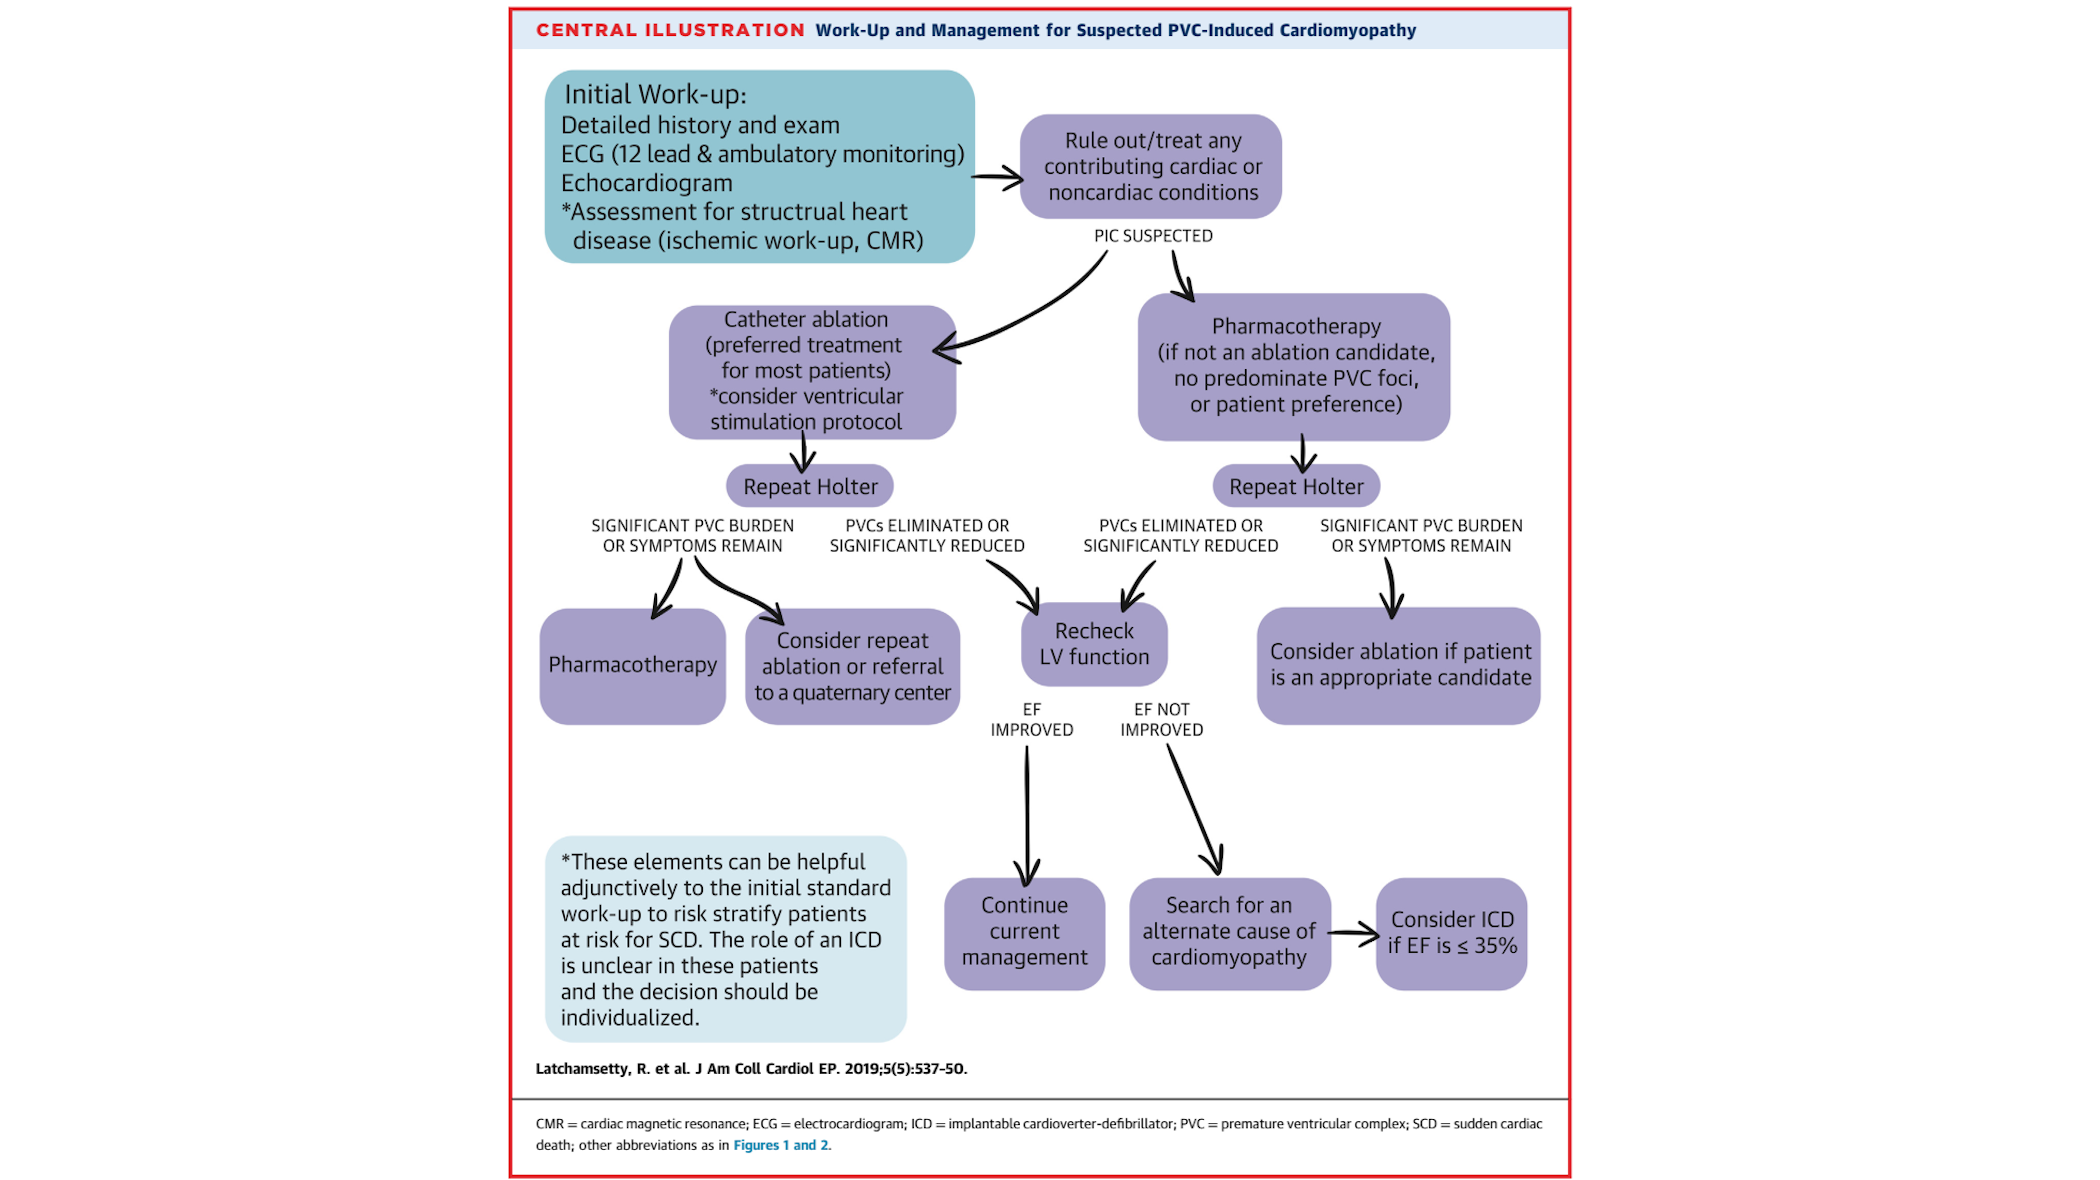 CENTRAL ILLUSTRATION Work-Up and Management for Suspected PVC-Induced Cardiomyopathy
Initial Work-up:
Detailed history and exam
ECG (12 lead & ambulatory monitoring)
Echocardiogram
*Assessment for structrual heart
disease (ischemic work-up, CMR)
Rule out/treat any
contributing cardiac or
noncardiac conditions
PIC SUSPECTED
Catheter ablation
(preferred treatment
for most patients)
*consider ventricular
stimulation protocol
Pharmacotherapy
(if not an ablation candidate,
no predominate PVC foci,
or patient preference)
Repeat Holter
Repeat Holter
SIGNIFICANT PVC BURDEN
OR SYMPTOMS REMAIN
PVCs ELIMINATED OR
SIGNIFICANTLY REDUCED
PVCs ELIMINATED OR
SIGNIFICANTLY REDUCED
SIGNIFICANT PVC BURDEN
OR SYMPTOMS REMAIN
Pharmacotherapy
Consider repeat
ablation or referral
to a quaternary center
Recheck
LV function
Consider ablation if patient
is an appropriate candidate
EF
IMPROVED
EF NOT
IMPROVED
*These elements can be helpful
adjunctively to the initial standard
work-up to risk stratify patients
at risk for SCD. The role of an ICD
is unclear in these patients
and the decision should be
individualized.
Continue
current
management
Search for an
alternate cause of
cardiomyopathy
Consider ICD
if EF is ≤ 35%
Latchamsetty, R. et al. J Am Coll Cardiol EP. 2019;5(5):537-50.
CMR = cardiac magnetic resonance; ECG = electrocardiogram; ICD = implantable cardioverter-defibrillator; PVC = premature ventricular complex; SCD = sudden cardiac
death; other abbreviations as in Figures 1 and 2.